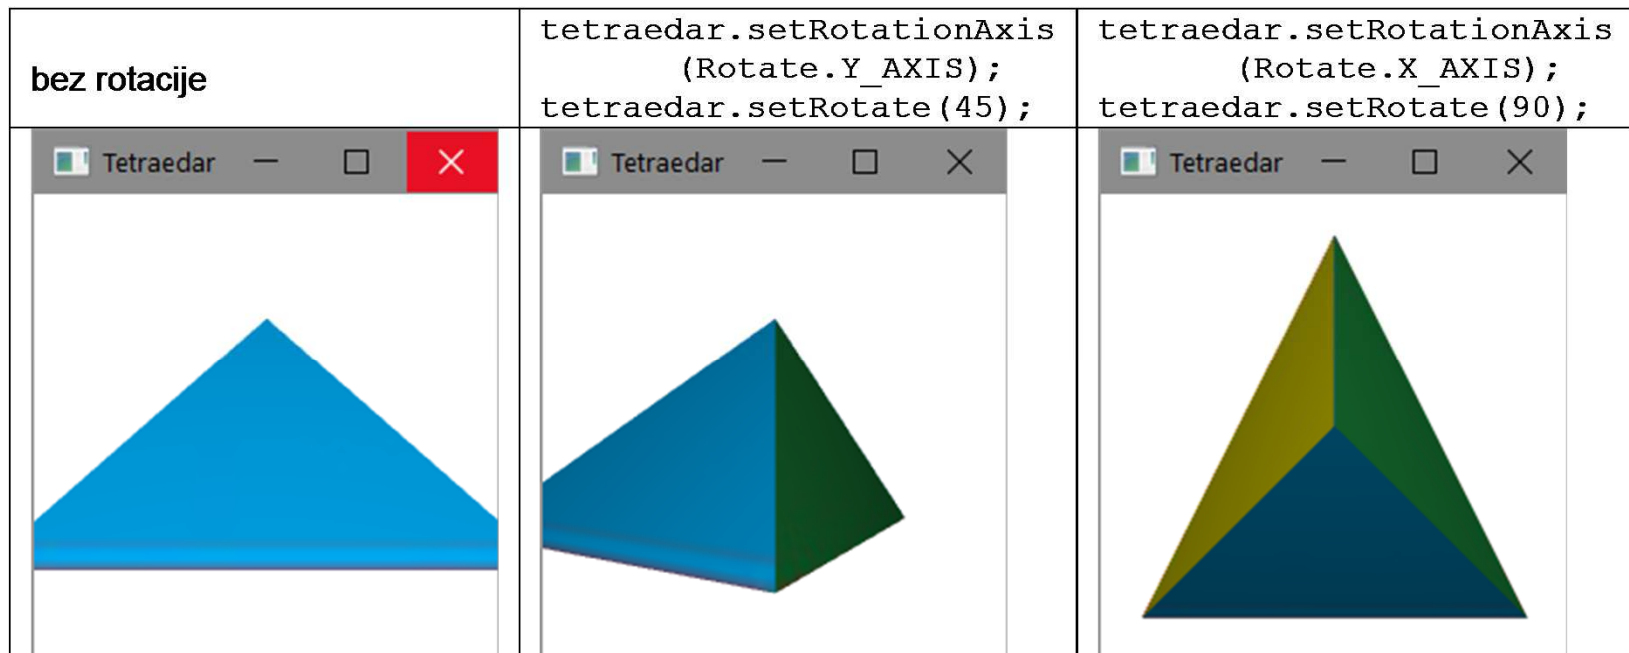 bez rotacije
tetraedar.setRotationAxis
(Rotate.Y_AXIS);
tetraedar.setRotate(45);
tetraedar.setRotationAxis
(Rotate.X_AXIS);
tetraedar.setRotate(90);
Tetraedar
Tetraedar
Tetraedar